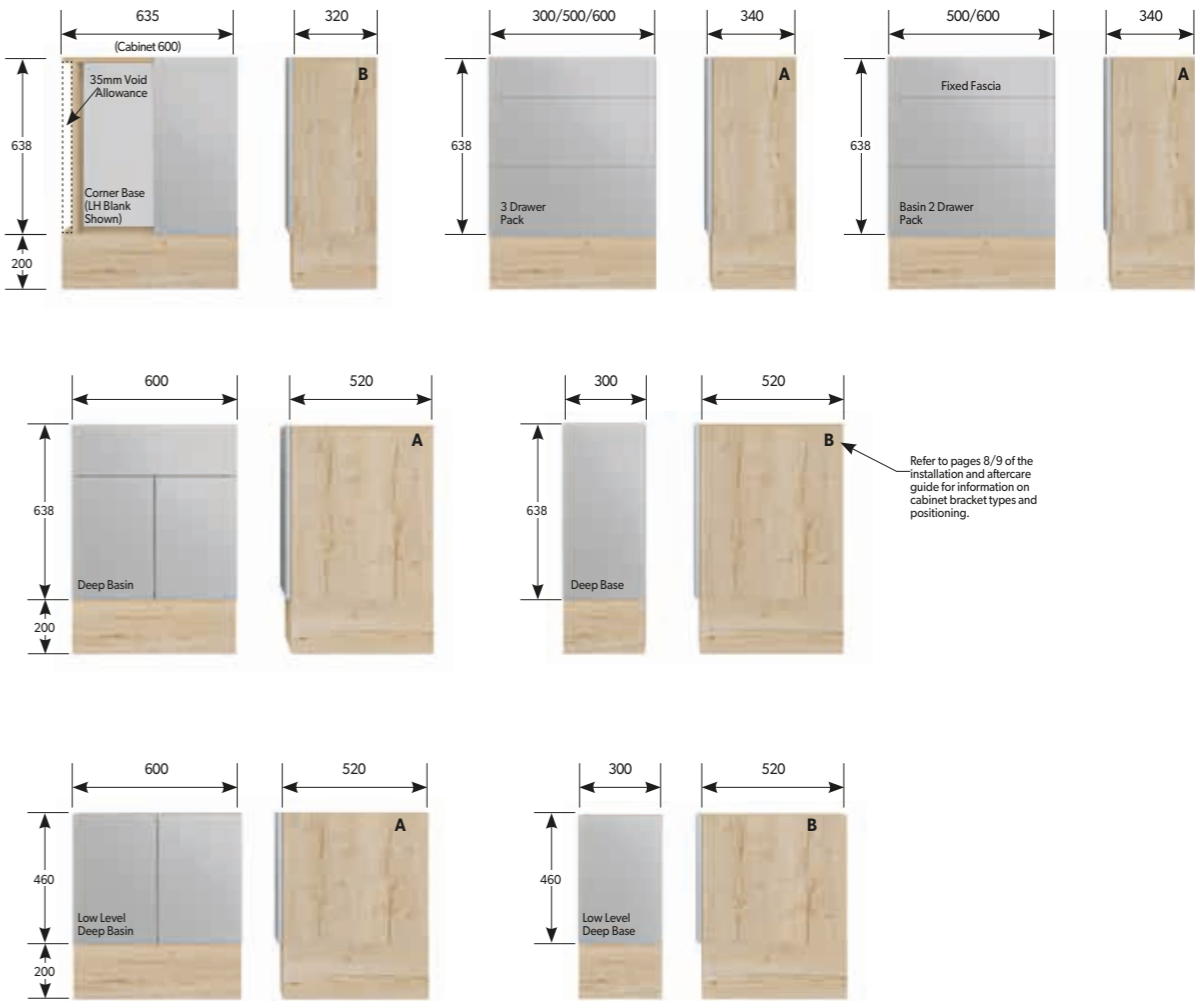 635
320
300/500/600
340
500/600
340
(Cabinet 600)
35mm Void
Allowance
B
A
Fixed Fascia
A
638
638
638
Corner Base
(LH Blank
Shown)
3 Drawer
Pack
Basin 2 Drawer
Pack
200
600
520
300
520
A
B
Refer to pages 8/9 of the
installation and aftercare
guide for information on
cabinet bracket types and
positioning.
638
638
Deep Basin
Deep Base
200
600
520
300
520
A
B
460
460
Low Level
Deep Basin
Low Level
Deep Base
200